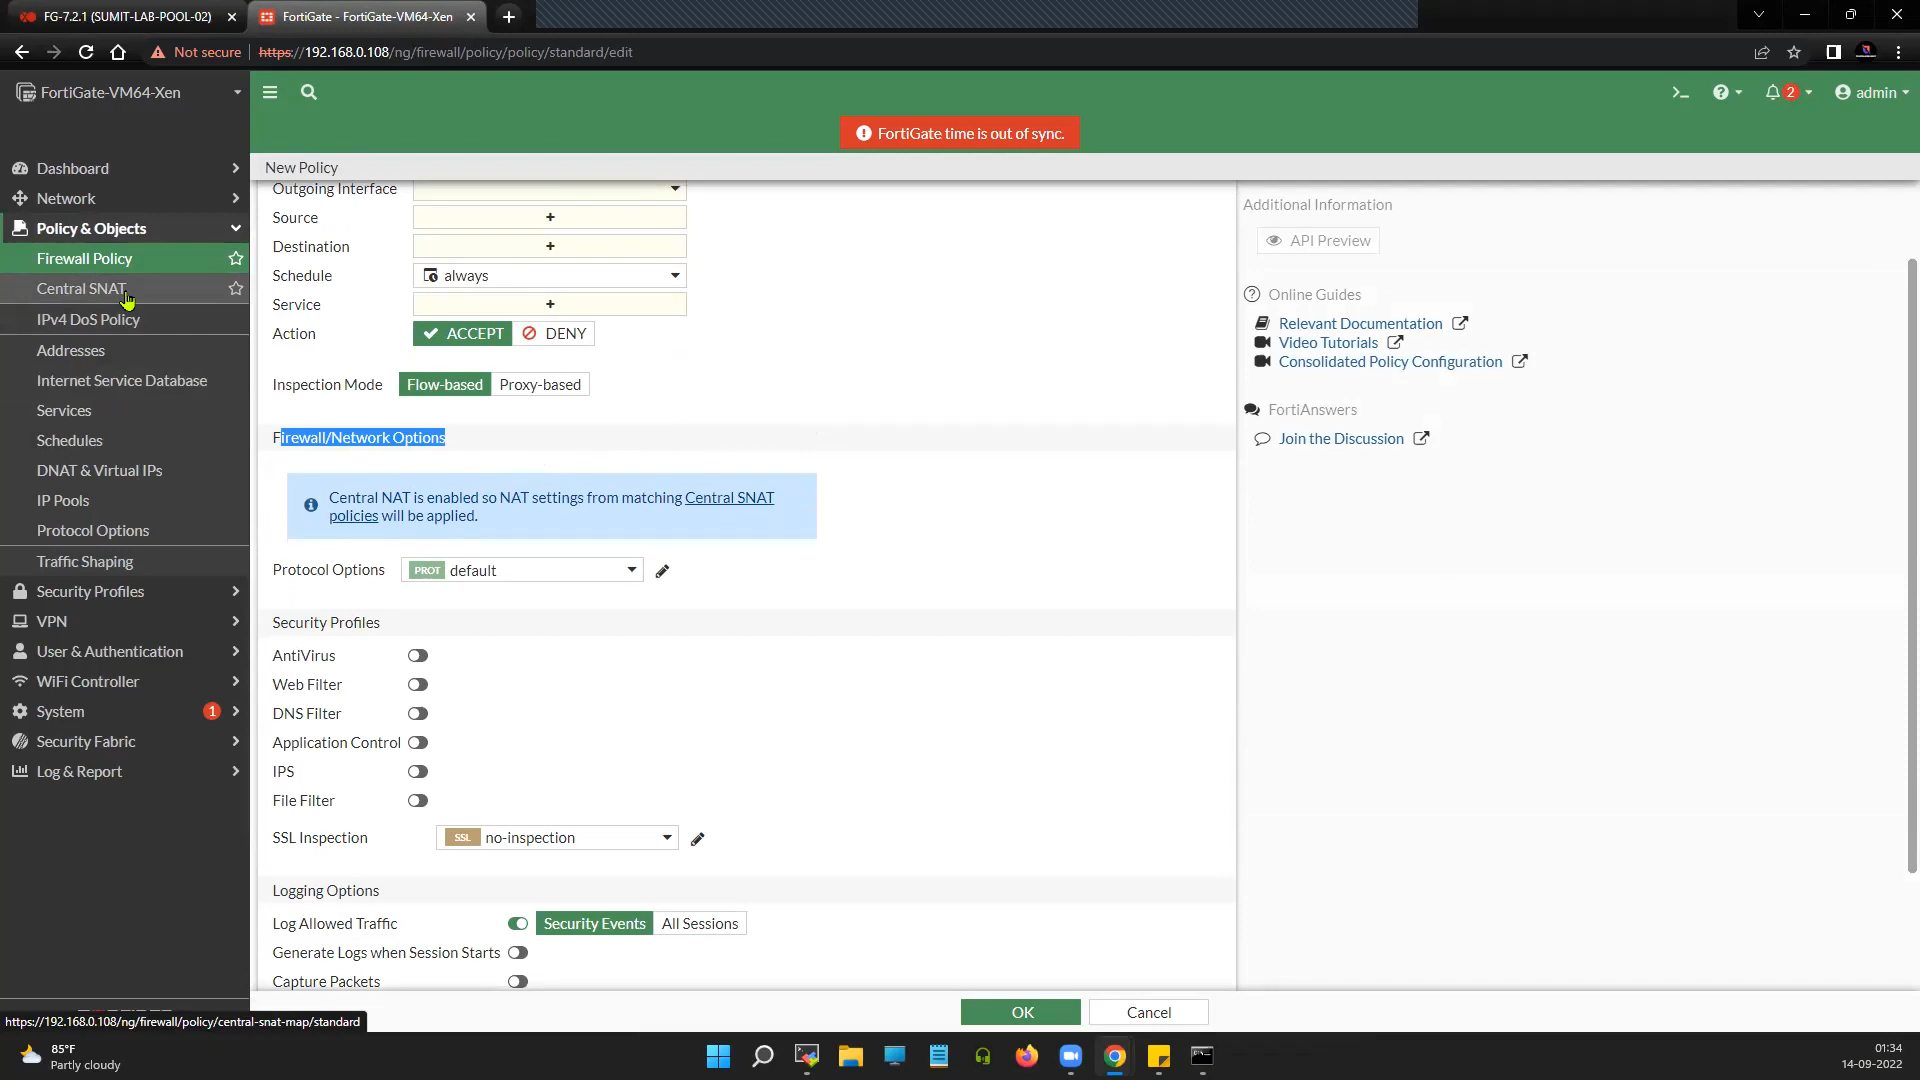 FG-7.2.1 (SUMIT-LAB-POOL-02)
FortiGate - FortiGate-VM64-Xen
Not secure
https://192.168.0.108/ng/firewall/policy/policy/standard/edit
FortiGate-VM64-Xen
2
admin
FortiGate time is out of sync.
Dashboard
Network
Policy & Objects
Firewall Policy
Central SNAT
IPv4 DoS Policy
Addresses
Internet Service Database
Services
Schedules
DNAT & Virtual IPs
IP Pools
Protocol Options
Traffic Shaping
Security Profiles
VPN
User & Authentication
WiFi Controller
System 1
Security Fabric
Log & Report
New Policy
Outgoing Interface
Source
Destination
Schedule always
Service
Action ACCEPT DENY
Inspection Mode Flow-based Proxy-based
Firewall/Network Options
Central NAT is enabled so NAT settings from matching Central SNAT
policies will be applied.
Protocol Options PROT default
Security Profiles
AntiVirus
Web Filter
DNS Filter
Application Control
IPS
File Filter
SSL Inspection SSL no-inspection
Logging Options
Log Allowed Traffic Security Events All Sessions
Generate Logs when Session Starts
Capture Packets
OK Cancel
Additional Information
API Preview
Online Guides
Relevant Documentation
Video Tutorials
Consolidated Policy Configuration
FortiAnswers
Join the Discussion
https://192.168.0.108/ng/firewall/policy/central-snat-map/standard
85°F
Partly cloudy
01:34
14-09-2022